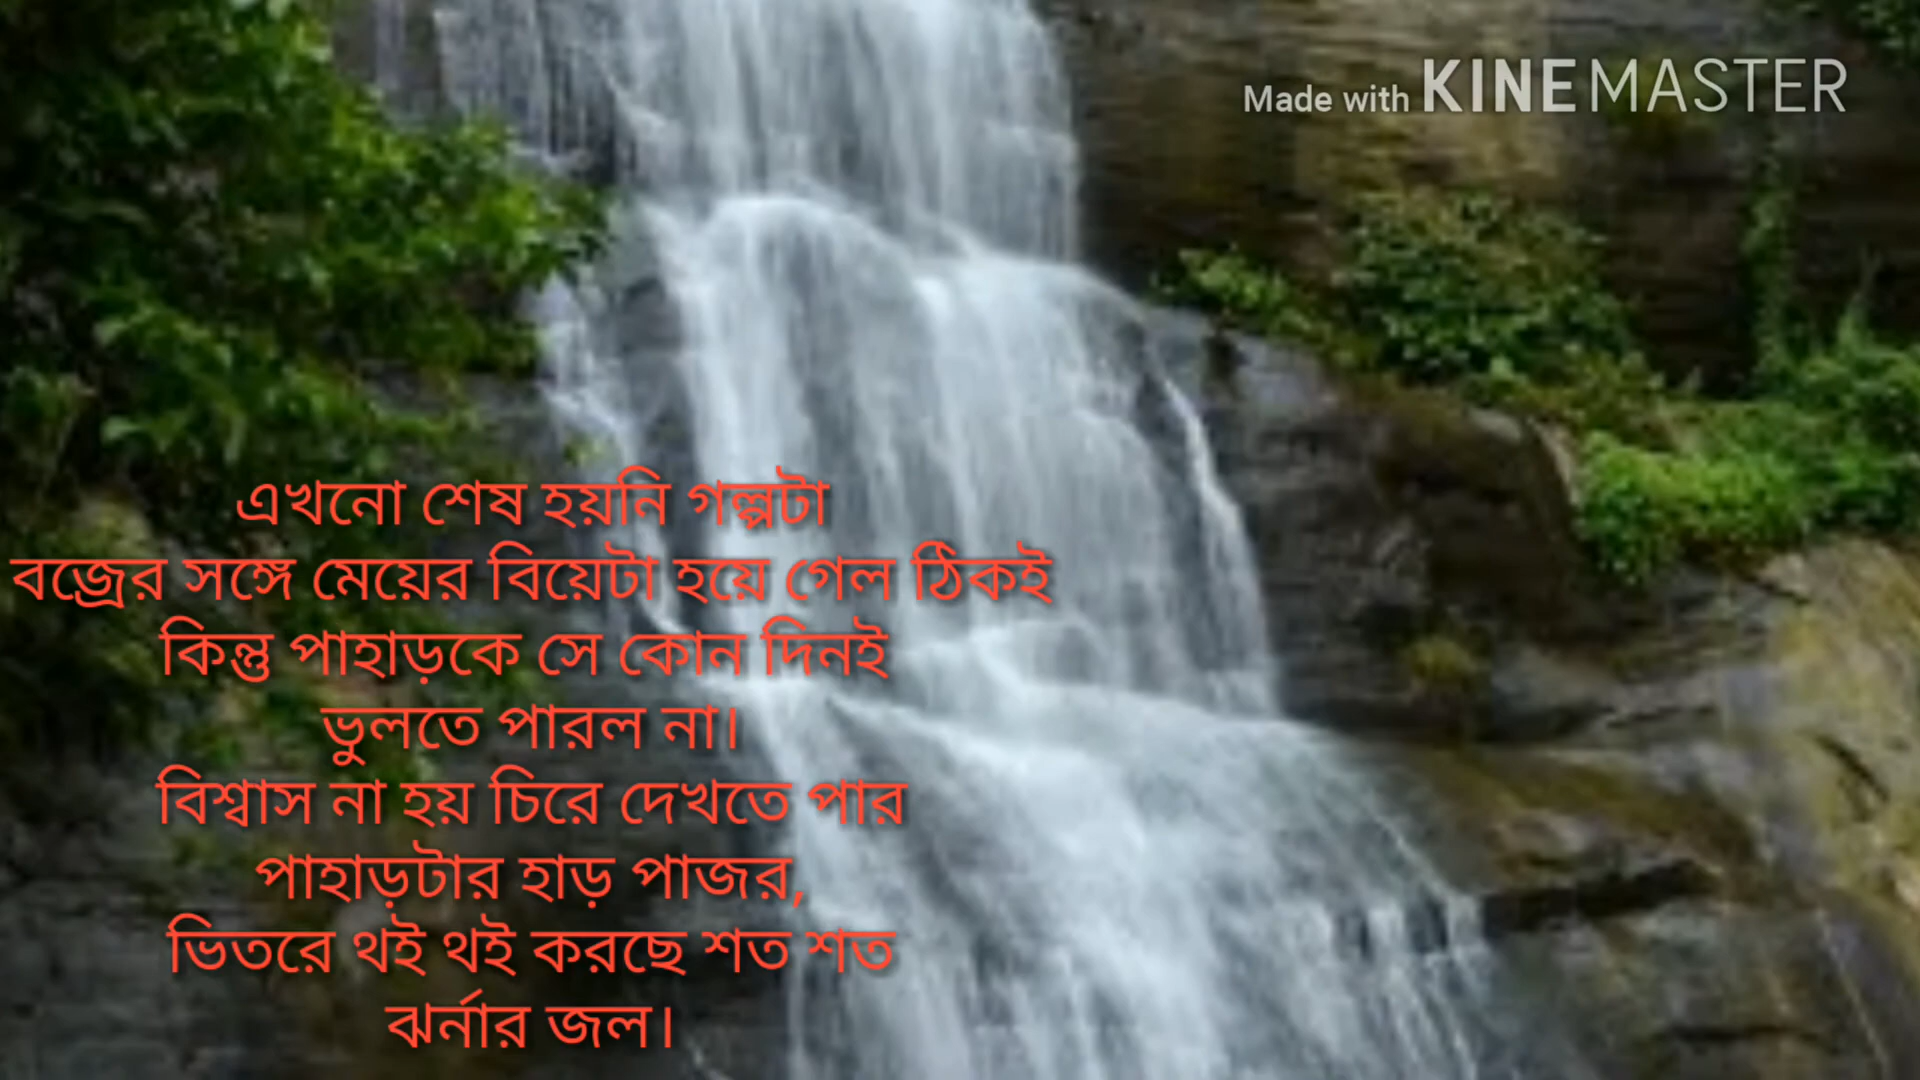 Made with KINEMASTER
এখনো শেষ হয়নি গল্পটা
বজ্রের সঙ্গে মেয়ের বিয়েটা হয়ে গেল ঠিকই
কিন্তু পাহাড়কে সে কোন দিনই
ভুলতে পারল না।
বিশ্বাস না হয় চিরে দেখতে পার
পাহাড়টার হাড় পাজর,
ভিতরে থই থই করছে শত শত
ঝর্নার জল।